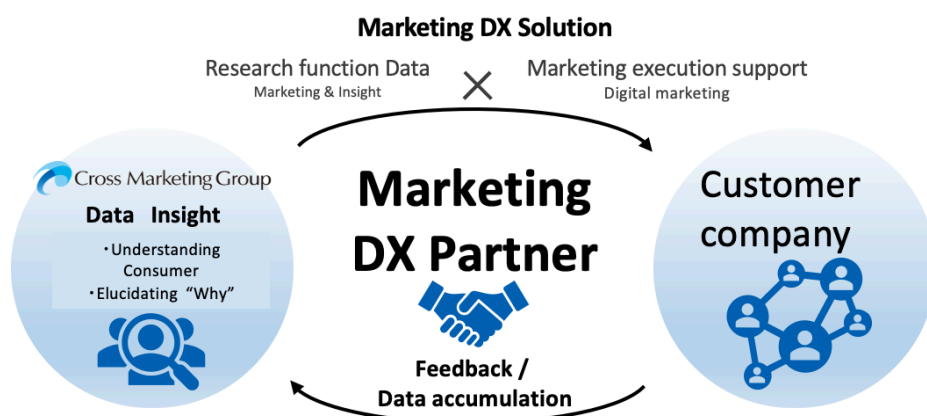 Marketing DX Solution
Research function Data
Marketing & Insight
Marketing execution support
Digital marketing
Cross Marketing Group
Data Insight
・Understanding
Consumer
・Elucidating “Why”
Marketing
DX Partner
Customer
company
Feedback /
Data accumulation